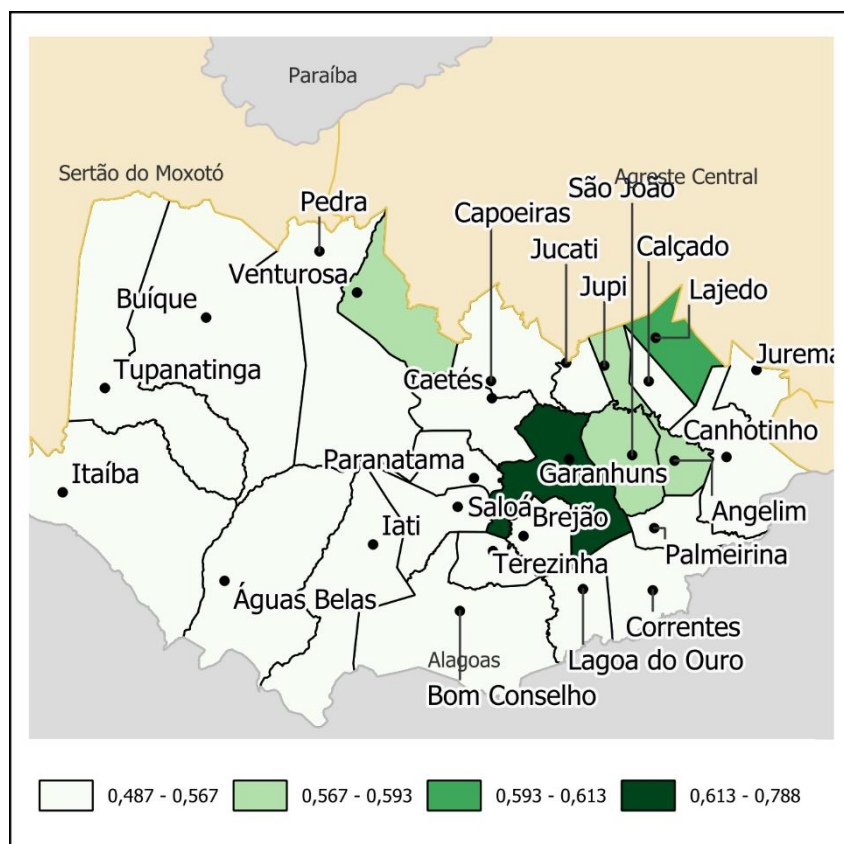 Paraíba
Sertão do Moxotó
Agreste Central
São João
Pedra
Capoeiras
Jucati
Calçado
Venturosa
Jupi
Lajedo
Buíque
Jurema
Tupanatinga
Caetés
Canhotinho
Paranatama
Garanhuns
Itaíba
Saloá
Brejão
Angelim
Iati
Terezinha
Palmeirina
Águas Belas
Correntes
Alagoas
Lagoa do Ouro
Bom Conselho
0,487 - 0,567
0,567 - 0,593
0,593 - 0,613
0,613 - 0,788